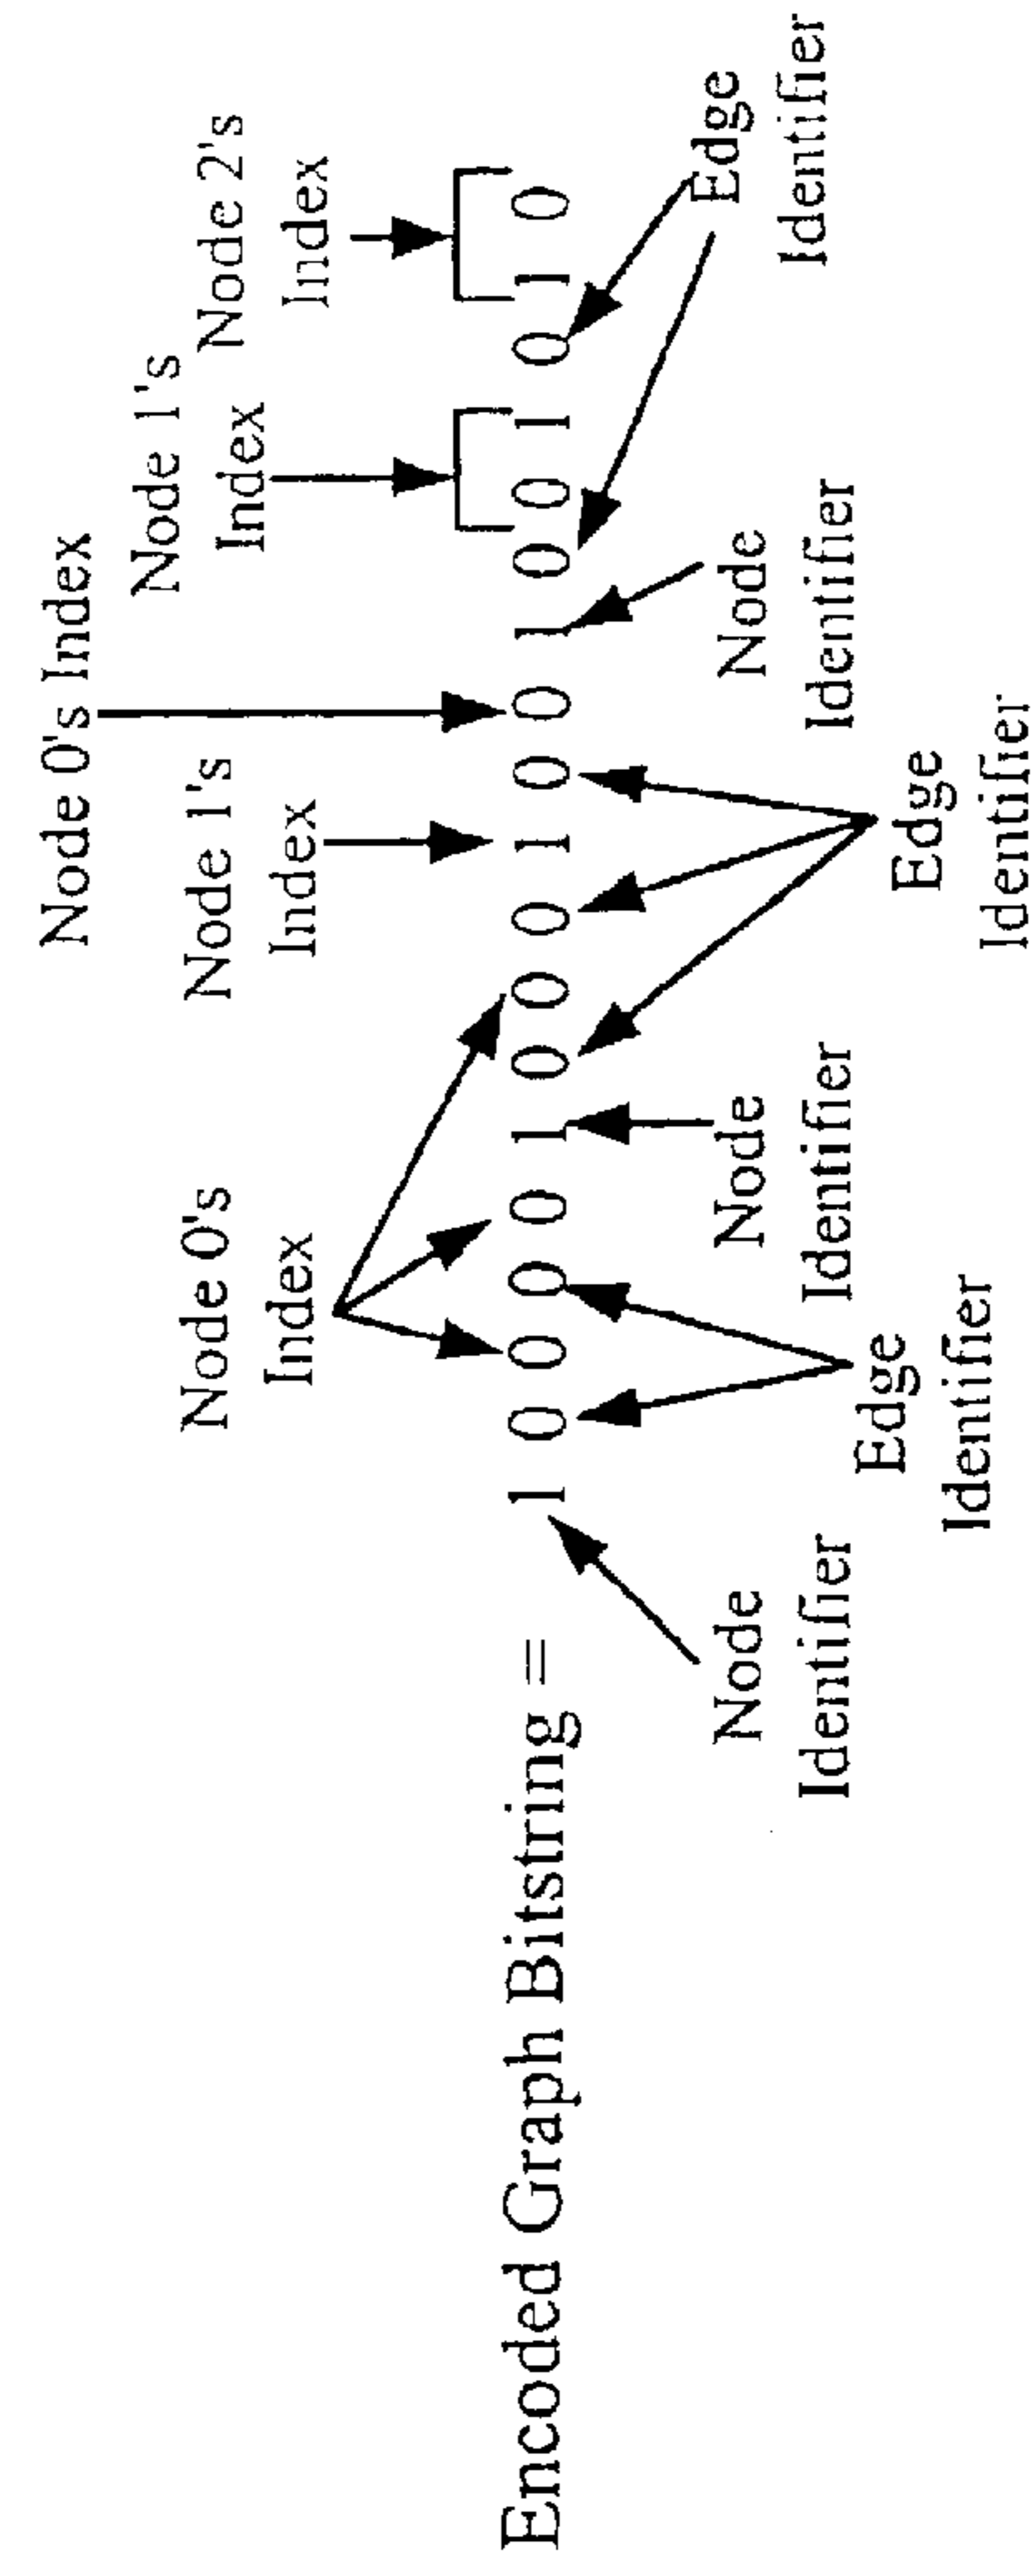 Node 0's
Index
Node 1's
Index
Node 0's Index
Node 1's
Index
Node 2's
Index
Encoded Graph Bitstring = 1 0 0 0 0 1 0 0 0 1 0 0 1 0 0 1 0 1 0
Node
Identifier
Edge
Identifier
Node
Identifier
Edge
Identifier
Node
Identifier
Edge
Identifier